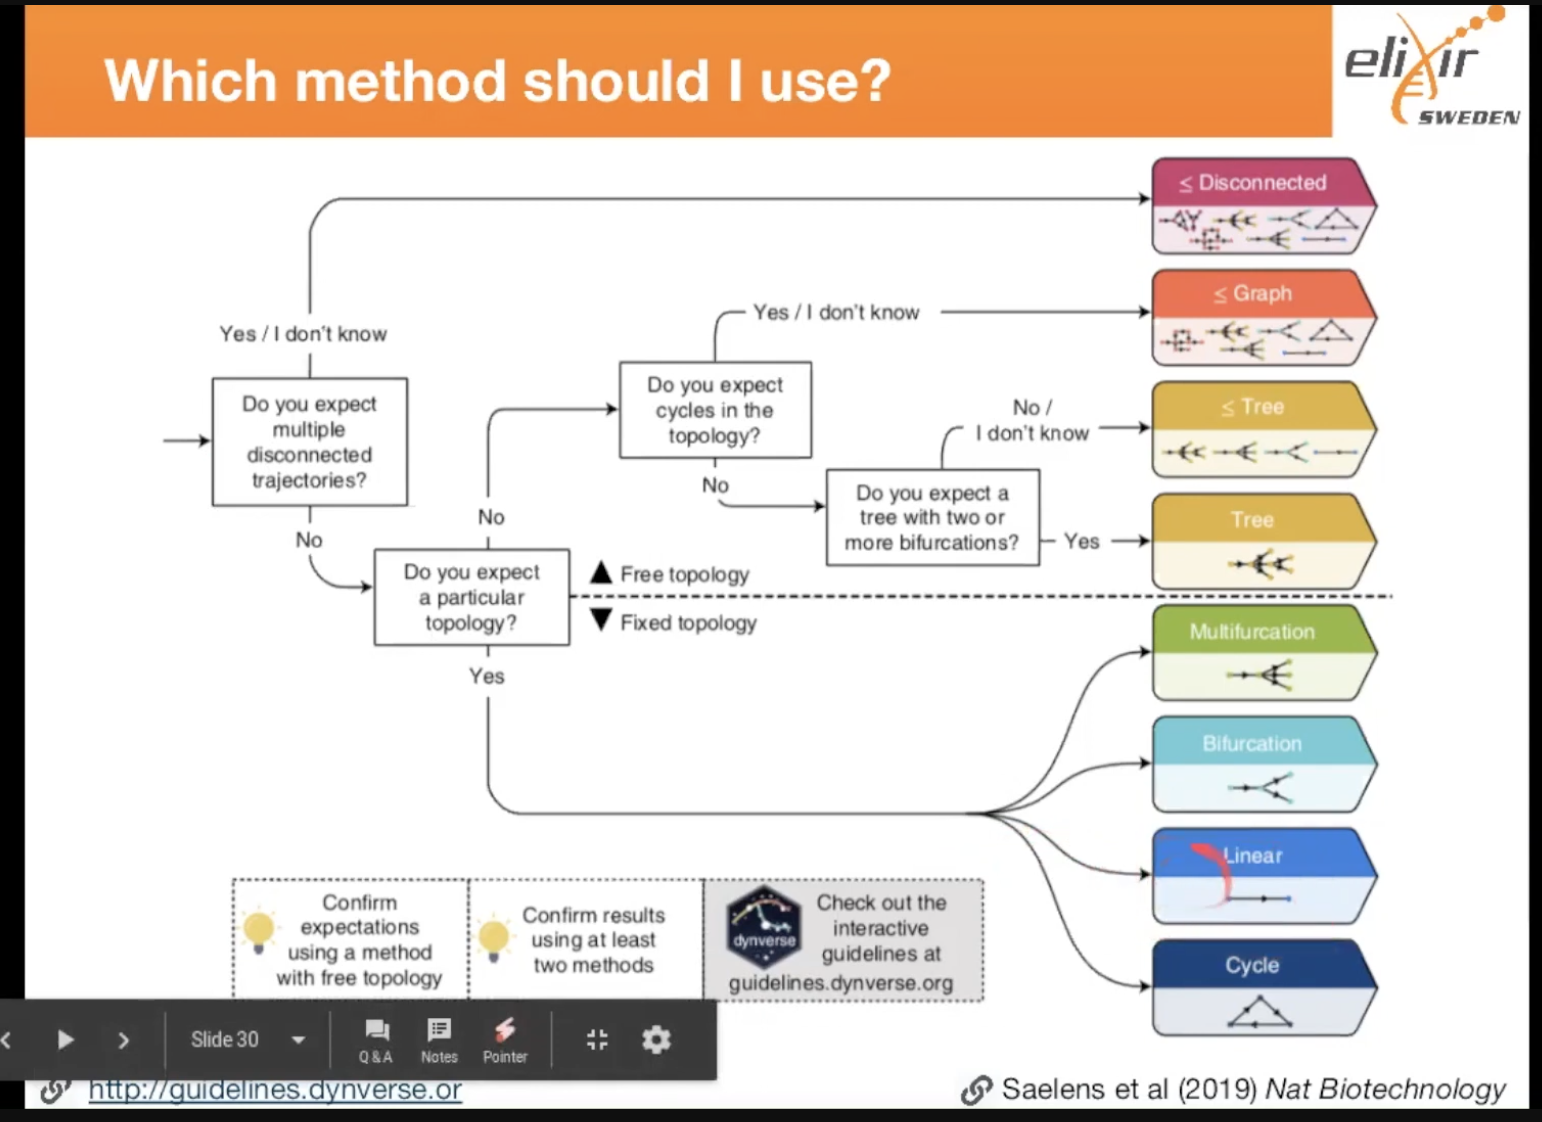 Which method should I use?
elixir
SWEDEN
≤ Disconnected
≤ Graph
Yes / I don't know
Yes / I don't know
Do you expect
multiple
disconnected
trajectories?
Do you expect
cycles in the
topology?
No /
I don't know
≤ Tree
No
No
No
Do you expect a
tree with two or
more bifurcations?
Yes
Tree
Do you expect
a particular
topology?
▲ Free topology
▼ Fixed topology
Yes
Multifurcation
Bifurcation
Linear
Cycle
Confirm
expectations
using a method
with free topology
Confirm results
using at least
two methods
dynverse
Check out the
interactive
guidelines at
guidelines.dynverse.org
Slide 30
Q & A
Notes
Pointer
http://guidelines.dynverse.or
Saelens et al (2019) Nat Biotechnology